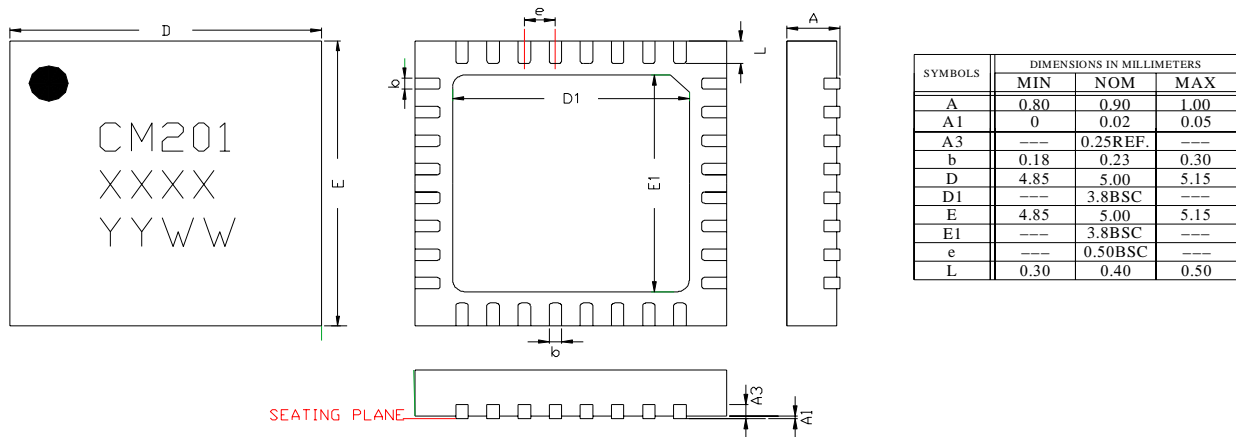 D
e
A
L
b
D1
E
E1
CM201
XXXX
YYWW
b
A3
A1
SEATING PLANE
SYMBOLS DIMENSIONS IN MILLIMETERS
MIN NOM MAX
A 0.80 0.90 1.00
A1 0 0.02 0.05
A3 --- 0.25REF. ---
b 0.18 0.23 0.30
D 4.85 5.00 5.15
D1 --- 3.8BSC ---
E 4.85 5.00 5.15
E1 --- 3.8BSC ---
e --- 0.50BSC ---
L 0.30 0.40 0.50